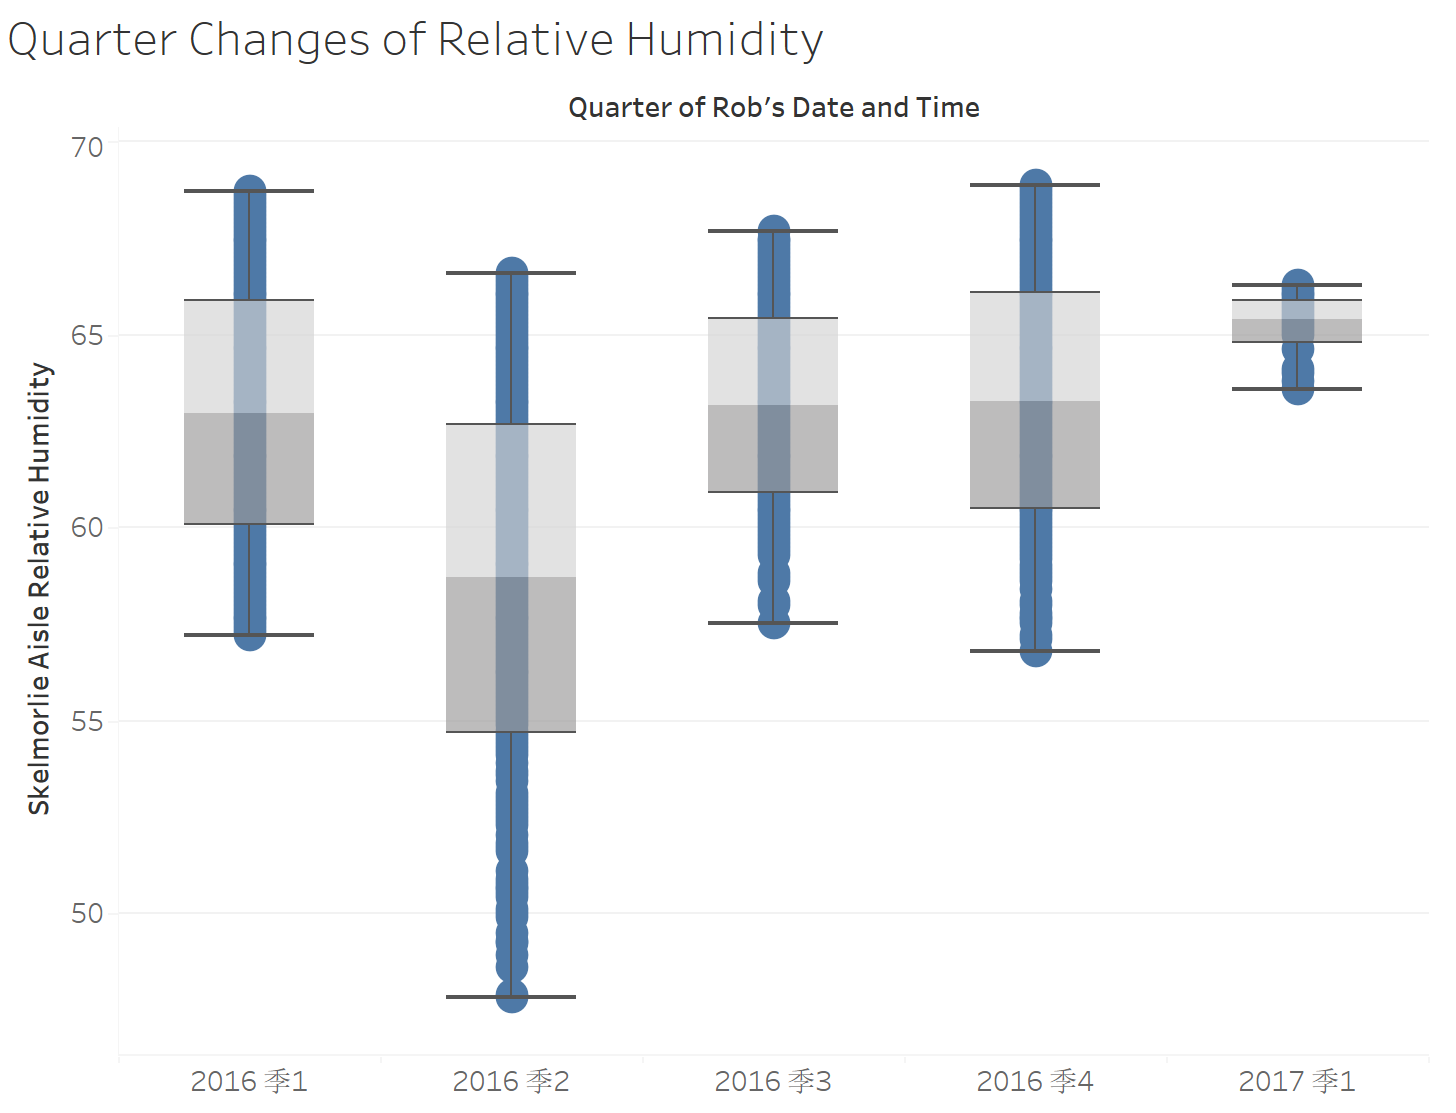 Quarter Changes of Relative Humidity
Quarter of Rob's Date and Time
Skelmorlie Aisle Relative Humidity
70
65
60
55
50
2016 季1
2016 季2
2016 季3
2016 季4
2017 季1